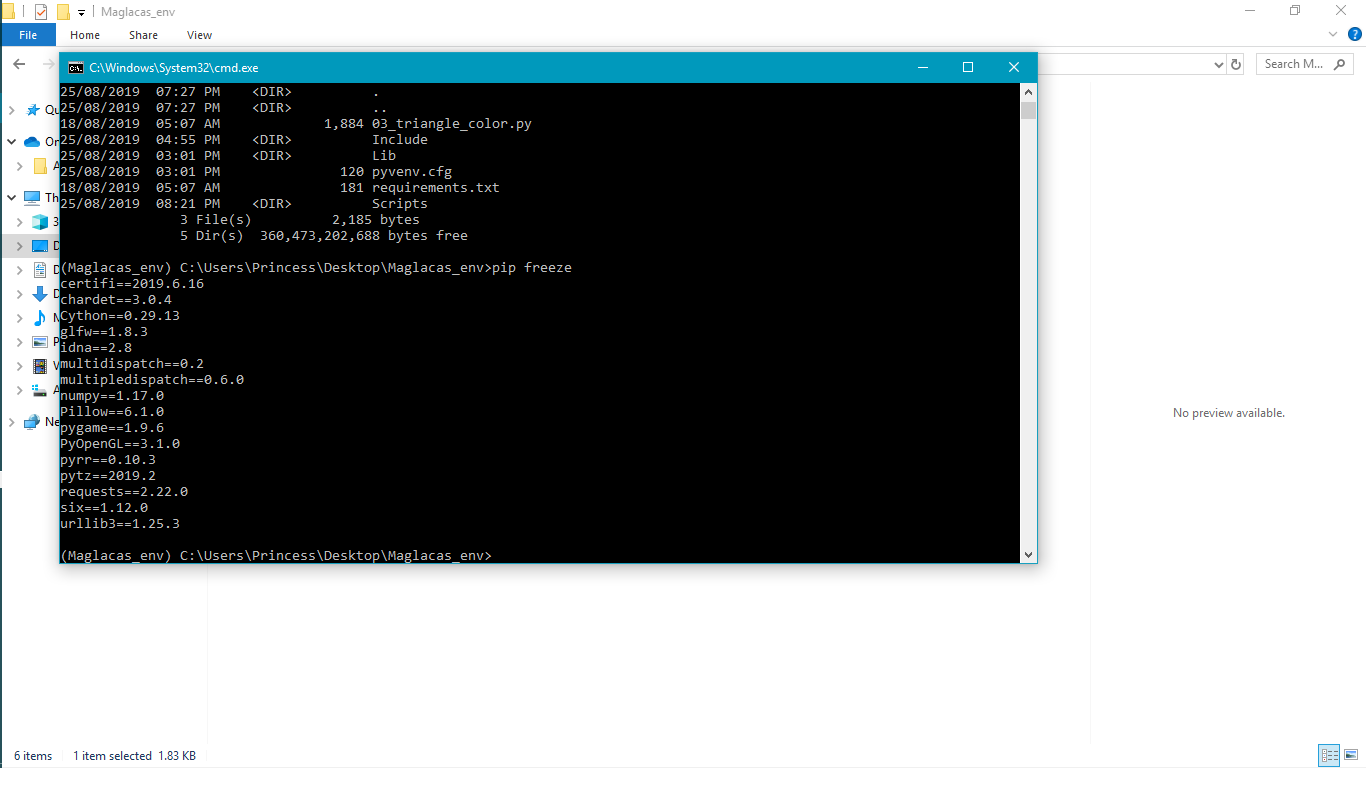 Maglacas_env
File Home Share View
Search M...
C:\Windows\System32\cmd.exe
25/08/2019  07:27 PM    <DIR>          .
25/08/2019  07:27 PM    <DIR>          ..
18/08/2019  05:07 AM             1,884 03_triangle_color.py
25/08/2019  04:55 PM    <DIR>          Include
25/08/2019  03:01 PM    <DIR>          Lib
25/08/2019  03:01 PM               120 pyvenv.cfg
18/08/2019  05:07 AM               181 requirements.txt
25/08/2019  08:21 PM    <DIR>          Scripts
3 File(s)          2,185 bytes
5 Dir(s)  360,473,202,688 bytes free
(Maglacas_env) C:\Users\Princess\Desktop\Maglacas_env>pip freeze
certifi==2019.6.16
chardet==3.0.4
Cython==0.29.13
glfw==1.8.3
idna==2.8
multidispatch==0.2
multipledispatch==0.6.0
numpy==1.17.0
Pillow==6.1.0
pygame==1.9.6
PyOpenGL==3.1.0
pyrr==0.10.3
pytz==2019.2
requests==2.22.0
six==1.12.0
urllib3==1.25.3
(Maglacas_env) C:\Users\Princess\Desktop\Maglacas_env>
No preview available.
6 items 1 item selected 1.83 KB